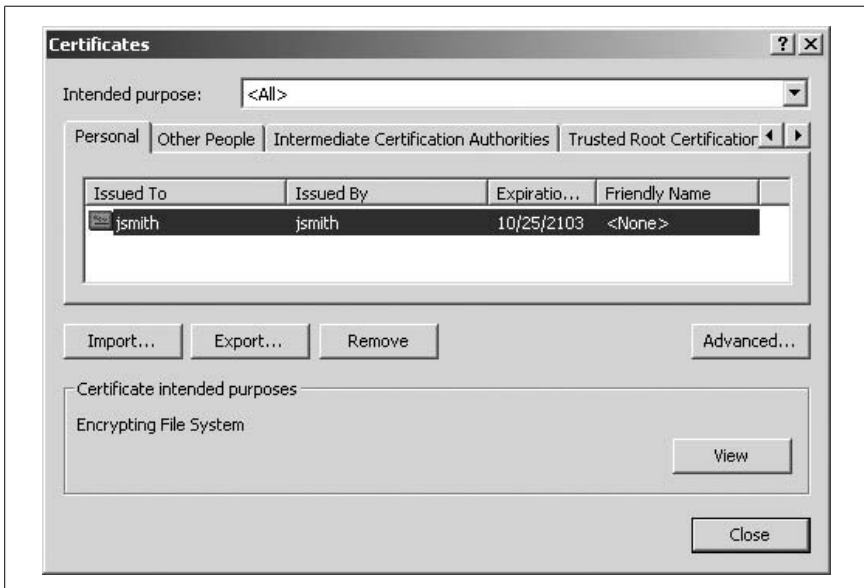 Certificates
Intended purpose: <All>
Personal Other People Intermediate Certification Authorities Trusted Root Certification
Issued To Issued By Expiratio... Friendly Name
jsmith jsmith 10/25/2103 <None>
Import... Export... Remove Advanced...
Certificate intended purposes
Encrypting File System
View
Close